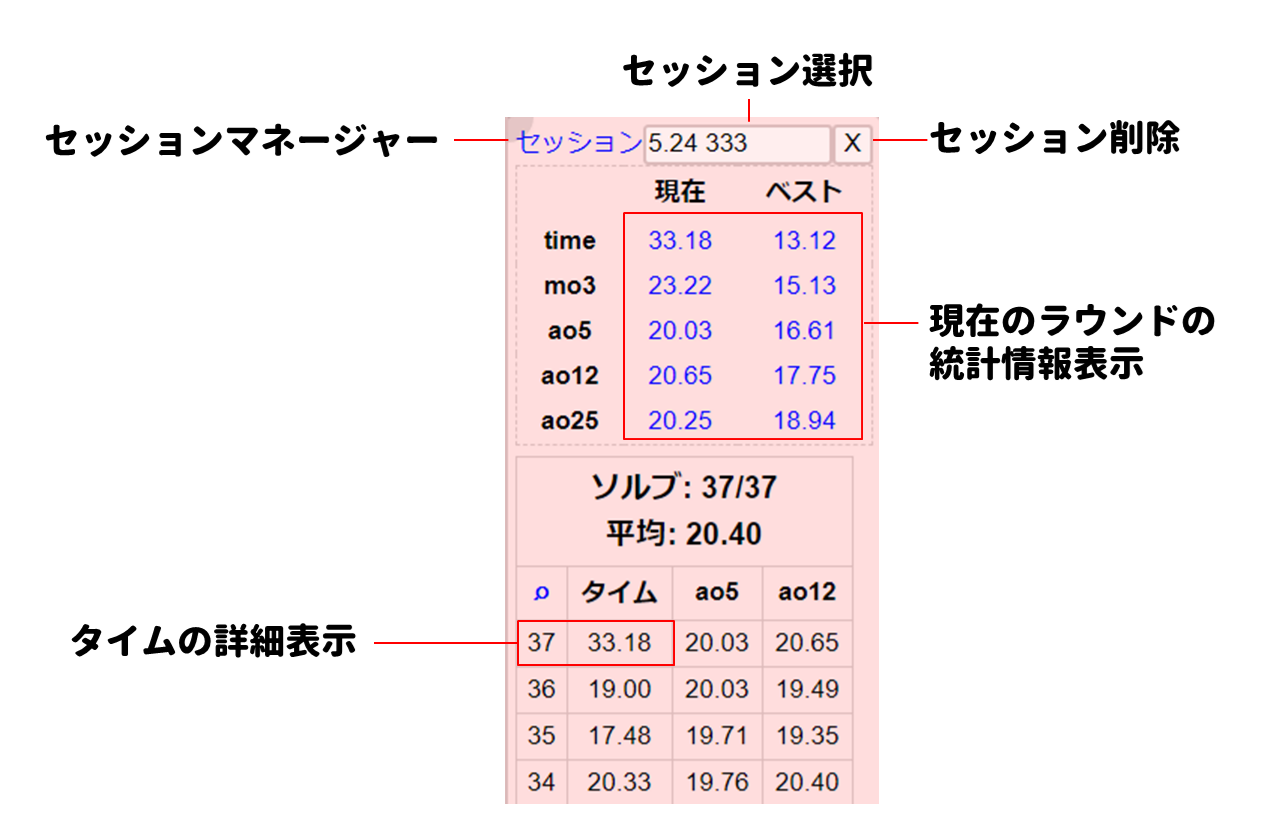 セッション選択
セッションマネージャー
セッション 5.24 333 X
セッション削除
現在 ベスト
time 33.18 13.12
mo3 23.22 15.13
ao5 20.03 16.61
ao12 20.65 17.75
ao25 20.25 18.94
現在のラウンドの
統計情報表示
ソルブ: 37/37
平均: 20.40
タイム ao5 ao12
タイムの詳細表示
37 33.18 20.03 20.65
36 19.00 20.03 19.49
35 17.48 19.71 19.35
34 20.33 19.76 20.40